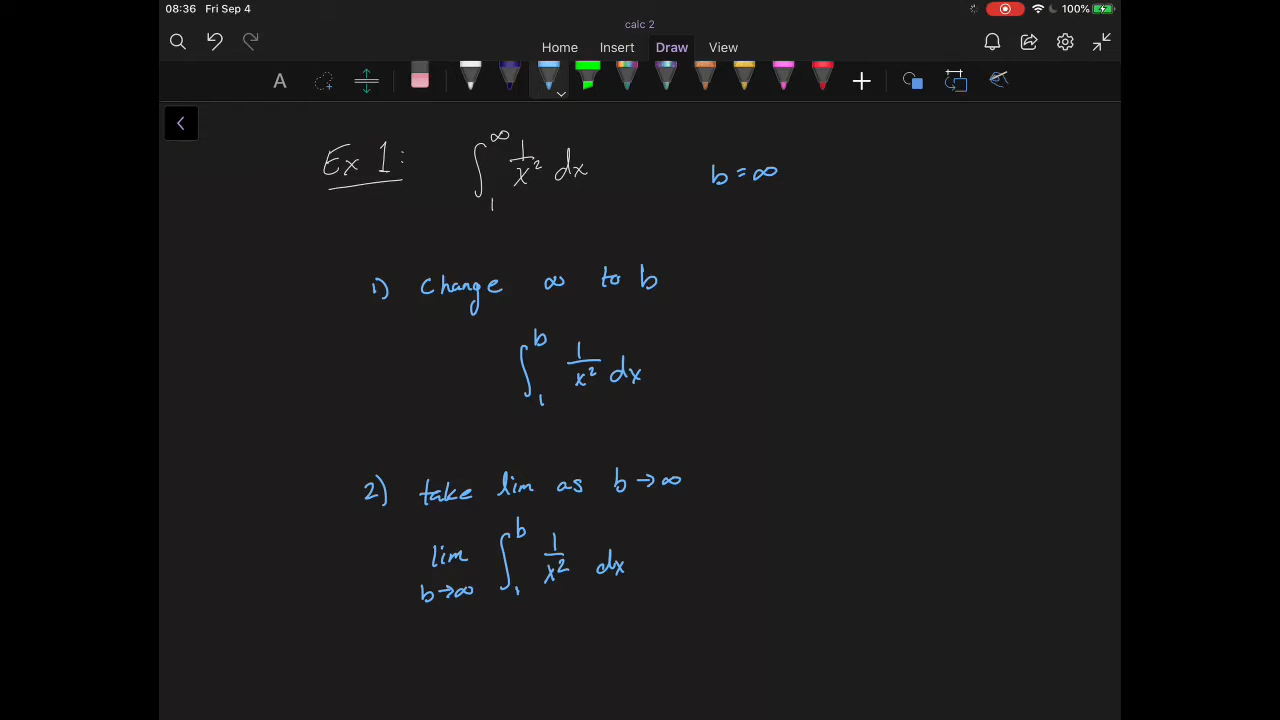 08:36 Fri Sep 4 100%
calc 2
Home Insert Draw View
A
Ex 1: ∫₁^∞ 1/x² dx b = ∞
1) Change ∞ to b
∫₁^b 1/x² dx
2) take lim as b → ∞
lim b→∞ ∫₁^b 1/x² dx